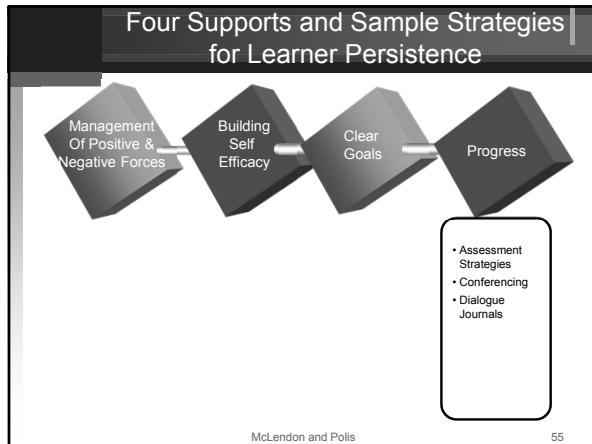 Four Supports and Sample Strategies
for Learner Persistence
Management
Of Positive &
Negative Forces
Building
Self
Efficacy
Clear
Goals
Progress
• Assessment
Strategies
• Conferencing
• Dialogue
Journals
McLendon and Polis
55